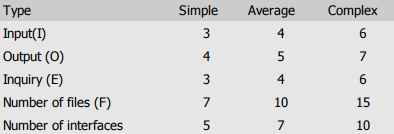 Type Simple Average Complex
Input(I) 3 4 6
Output (O) 4 5 7
Inquiry (E) 3 4 6
Number of files (F) 7 10 15
Number of interfaces 5 7 10